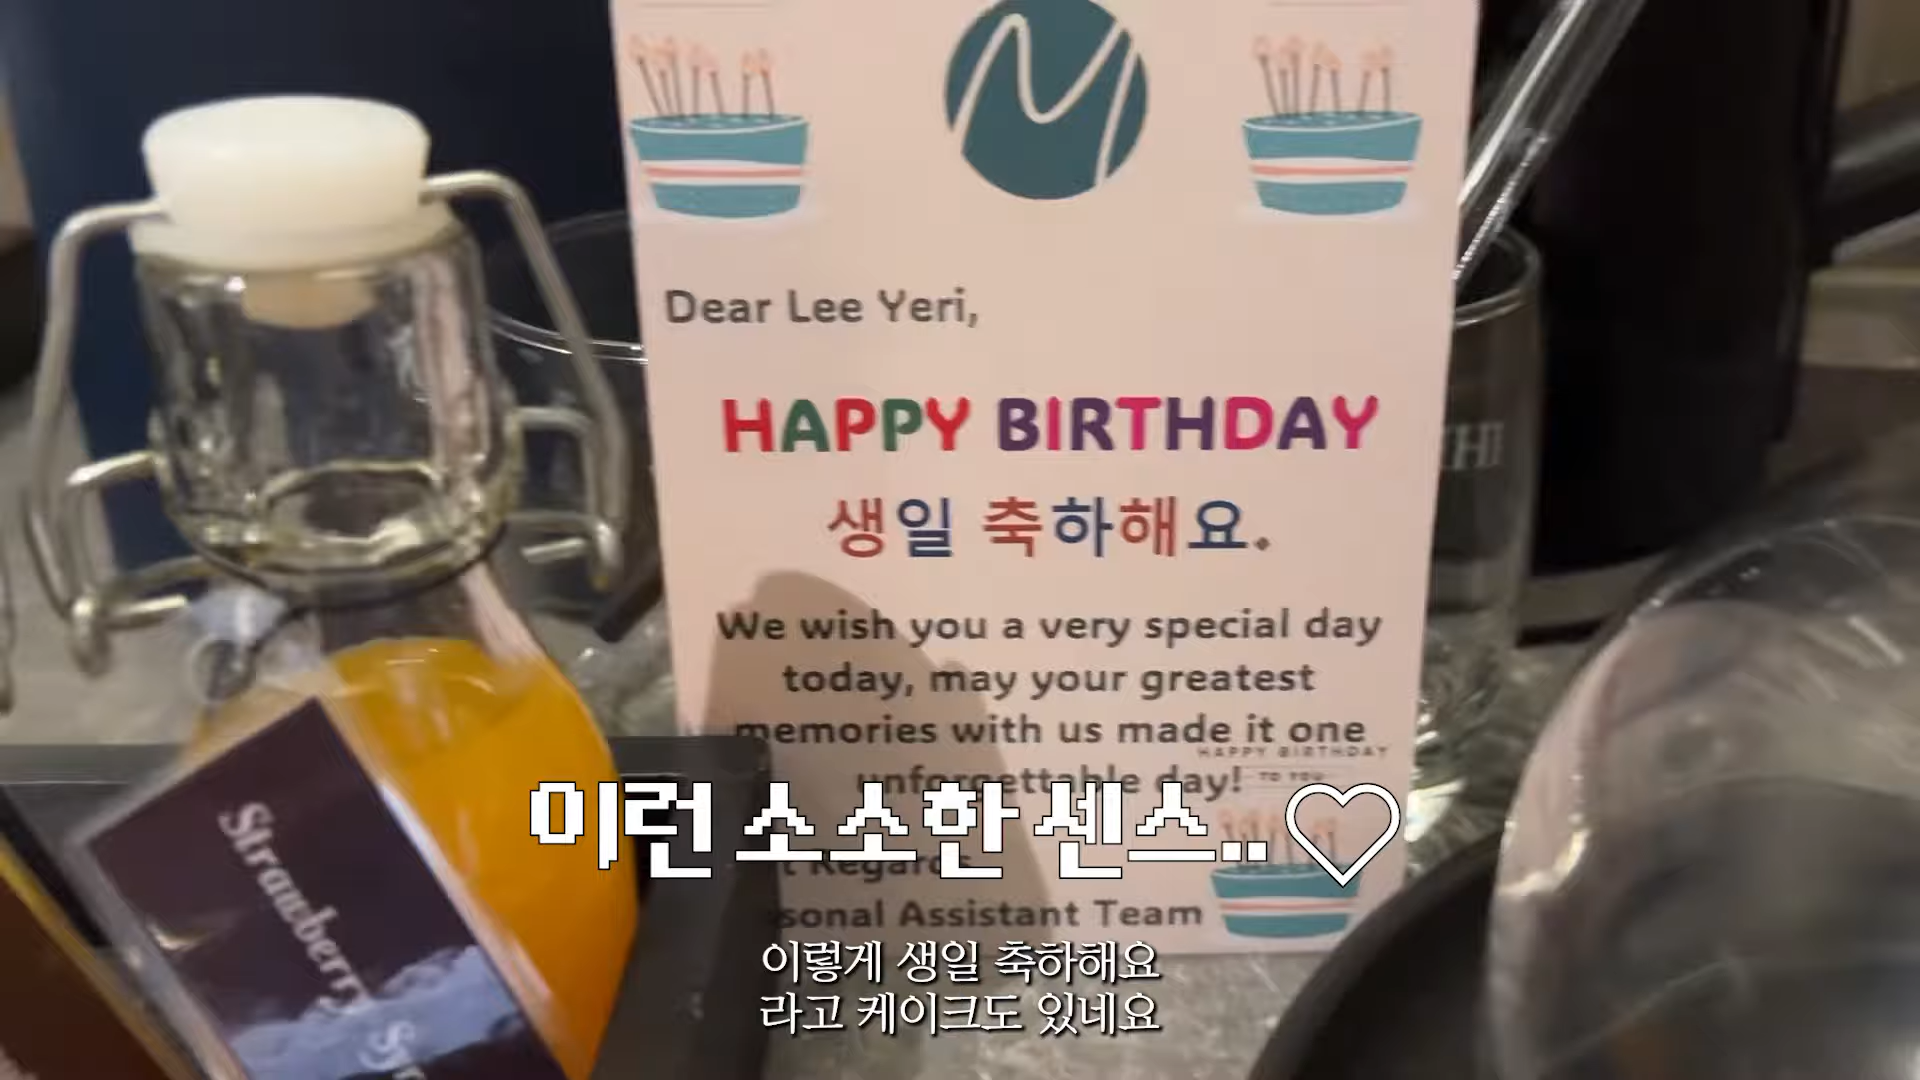 Dear Lee Yeri,
HAPPY BIRTHDAY
생일 축하해요.
We wish you a very special day
today, may your greatest
memories with us made it one
HAPPY BIRTHDAY
unforgettable day!
TO YOU
이런 소소한 센스..♡
Regards
Assistant Team
Strawberry
이렇게 생일 축하해요
라고 케이크도 있네요